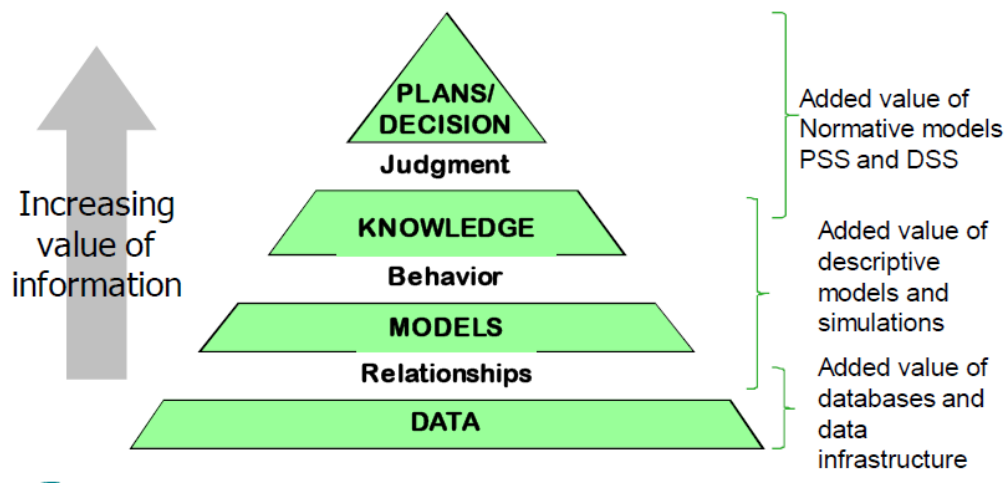 PLANS/
DECISION
Judgment
KNOWLEDGE
Behavior
MODELS
Relationships
DATA
Increasing
value of
information
Added value of
Normative models
PSS and DSS
Added value of
descriptive
models and
simulations
Added value of
databases and
data
infrastructure